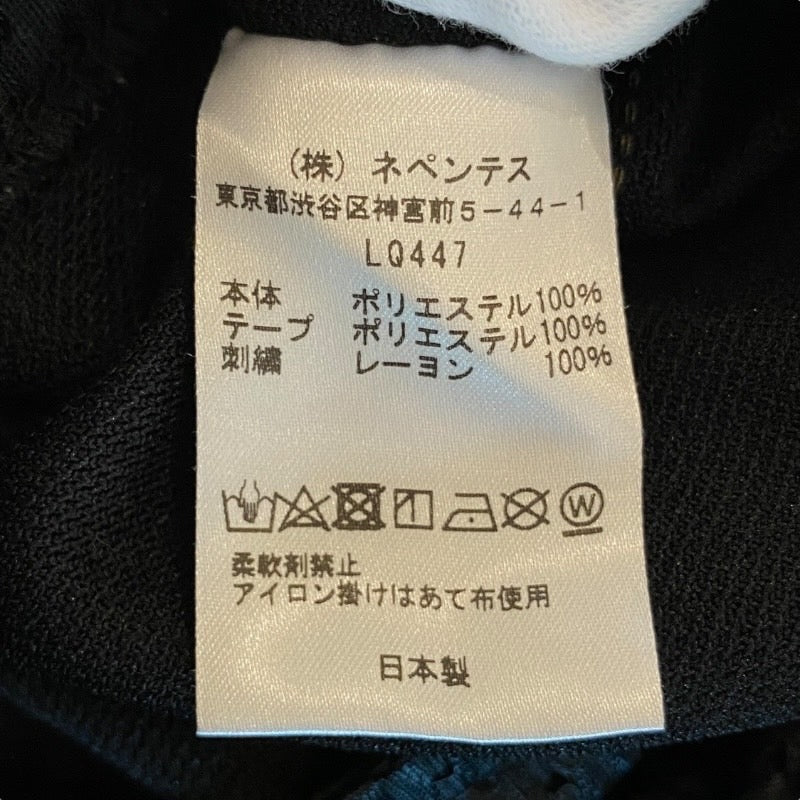 (株) ネペンテス
東京都渋谷区神宮前5-44-1
LQ447
本体 ポリエステル100%
テープ ポリエステル100%
刺繍 レーヨン 100%
W
柔軟剤禁止
アイロン掛けはあて布使用
日本製